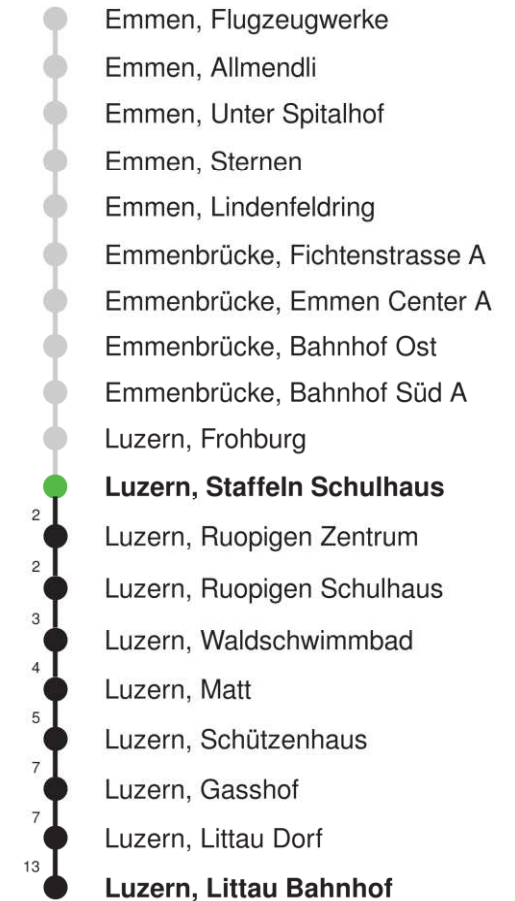 Emmen, Flugzeugwerke
Emmen, Allmendli
Emmen, Unter Spitalhof
Emmen, Sternen
Emmen, Lindenfeldring
Emmenbrücke, Fichtenstrasse A
Emmenbrücke, Emmen Center A
Emmenbrücke, Bahnhof Ost
Emmenbrücke, Bahnhof Süd A
Luzern, Frohburg
Luzern, Staffeln Schulhaus
2 Luzern, Ruopigen Zentrum
2 Luzern, Ruopigen Schulhaus
3 Luzern, Waldschwimmbad
4 Luzern, Matt
5 Luzern, Schützenhaus
7 Luzern, Gasshof
7 Luzern, Littau Dorf
13 Luzern, Littau Bahnhof